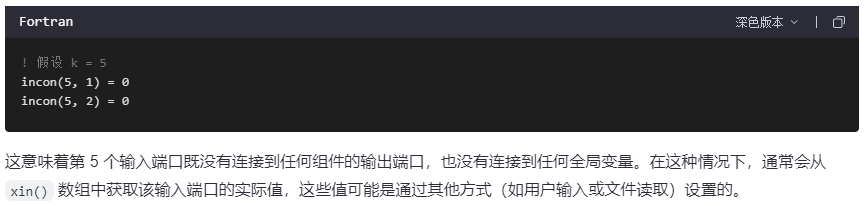 Fortran 深色版本
! 假设 k = 5
incon(5, 1) = 0
incon(5, 2) = 0
这意味着第 5 个输入端口既没有连接到任何组件的输出端口，也没有连接到任何全局变量。在这种情况下，通常会从
xin() 数组中获取该输入端口的实际值，这些值可能是通过其他方式（如用户输入或文件读取）设置的。